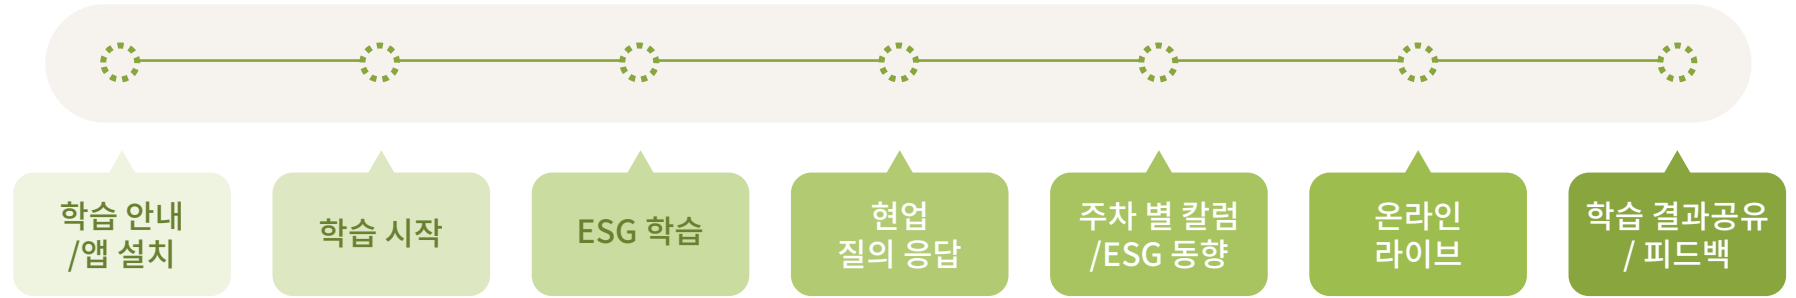 학습 안내
/앱 설치
학습 시작
ESG 학습
현업
질의 응답
주차 별 칼럼
/ESG 동향
온라인
라이브
학습 결과공유
/ 피드백